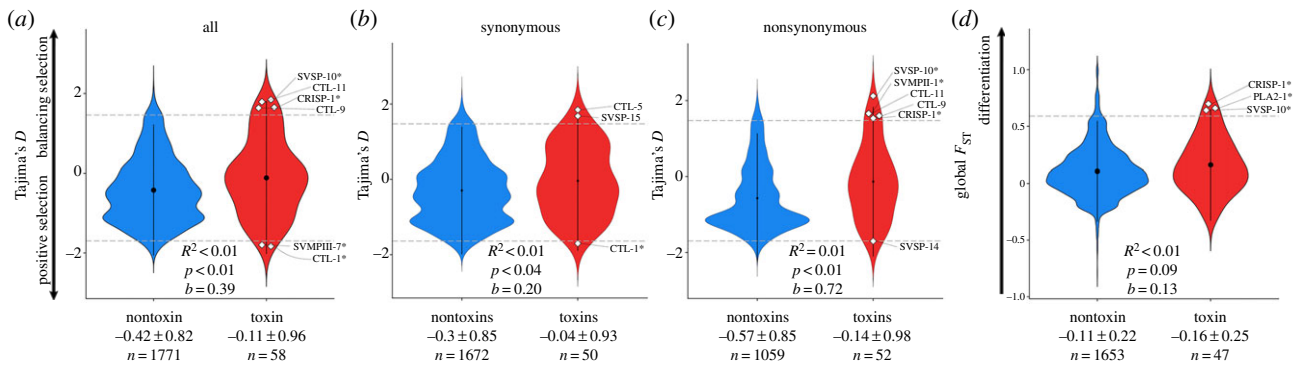 (a)
all
balancing selection
positive selection
Tajima's D
2
0
−2
SVSP-10*
CTL-11
CRISP-1*
CTL-9
SVMPIII-7*
CTL-1*
R² < 0.01
p < 0.01
b = 0.39
nontoxin
−0.42 ± 0.82
n = 1771
toxin
−0.11 ± 0.96
n = 58
(b)
synonymous
Tajima's D
2
0
−2
CTL-5
SVSP-15
CTL-1*
R² < 0.01
p < 0.04
b = 0.20
nontoxins
−0.3 ± 0.85
n = 1672
toxins
−0.04 ± 0.93
n = 50
(c)
nonsynonymous
Tajima's D
2
0
−2
SVSP-10*
SVMPII-1*
CTL-11
CTL-9
CRISP-1*
SVSP-14
R² = 0.01
p < 0.01
b = 0.72
nontoxins
−0.57 ± 0.85
n = 1059
toxins
−0.14 ± 0.98
n = 52
(d)
differentiation
global FST
1.0
0.5
0
−0.5
−1.0
CRISP-1*
PLA2-1*
SVSP-10*
R² < 0.01
p = 0.09
b = 0.13
nontoxin
−0.11 ± 0.22
n = 1653
toxin
−0.16 ± 0.25
n = 47